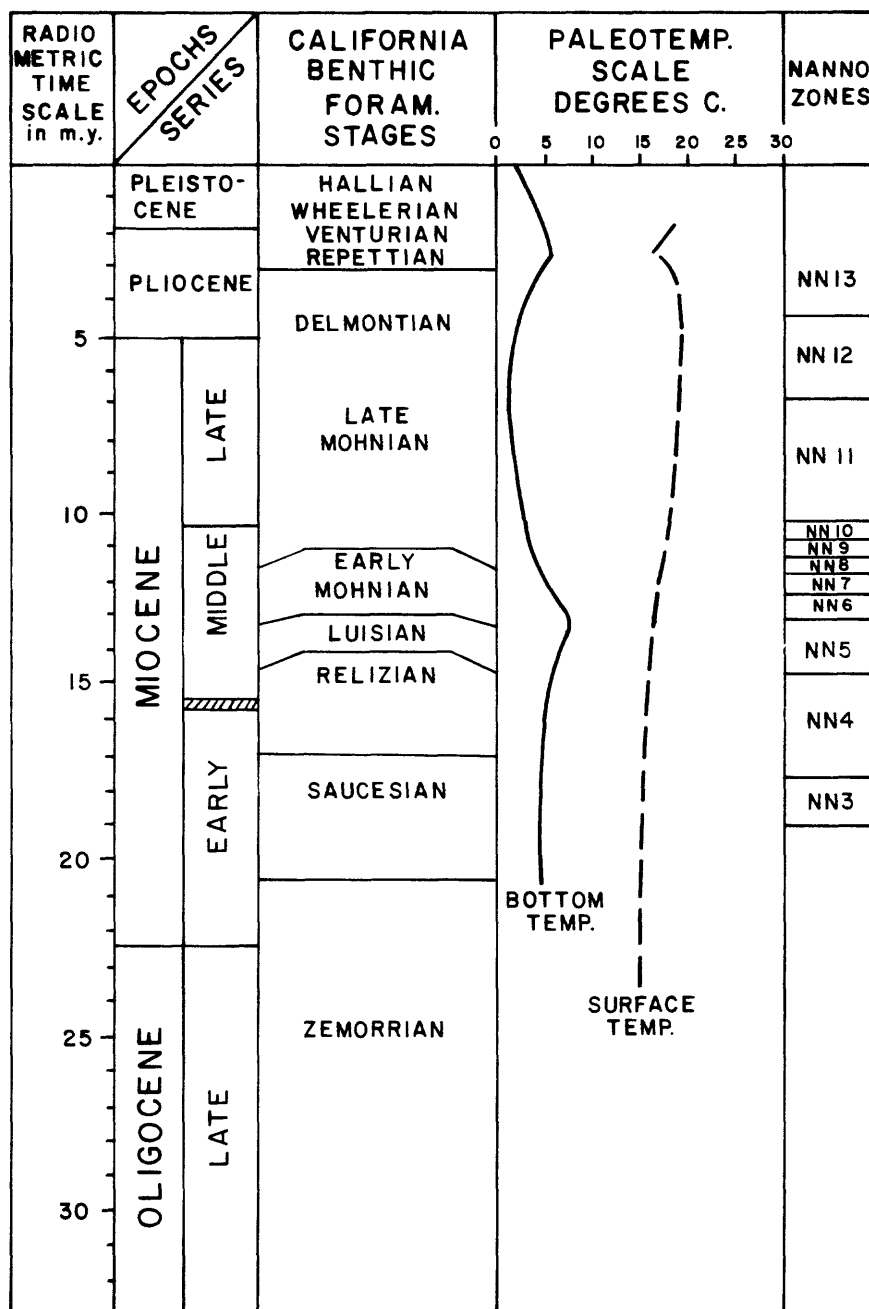 RADIO
METRIC
TIME
SCALE
in m.y.
EPOCHS
SERIES
CALIFORNIA
BENTHIC
FORAM.
STAGES
PALEOTEMP.
SCALE
DEGREES C.
0 5 10 15 20 25 30
NANNO
ZONES
PLEISTO-
CENE
PLIOCENE
MIOCENE
LATE
MIDDLE
EARLY
OLIGOCENE
LATE
5
10
15
20
25
30
HALLIAN
WHEELERIAN
VENTURIAN
REPETTIAN
DELMONTIAN
LATE
MOHNIAN
EARLY
MOHNIAN
LUISIAN
RELIZIAN
SAUCESIAN
ZEMORRIAN
BOTTOM
TEMP.
SURFACE
TEMP.
NN13
NN 12
NN 11
NN 10
NN 9
NN8
NN 7
NN 6
NN5
NN4
NN3